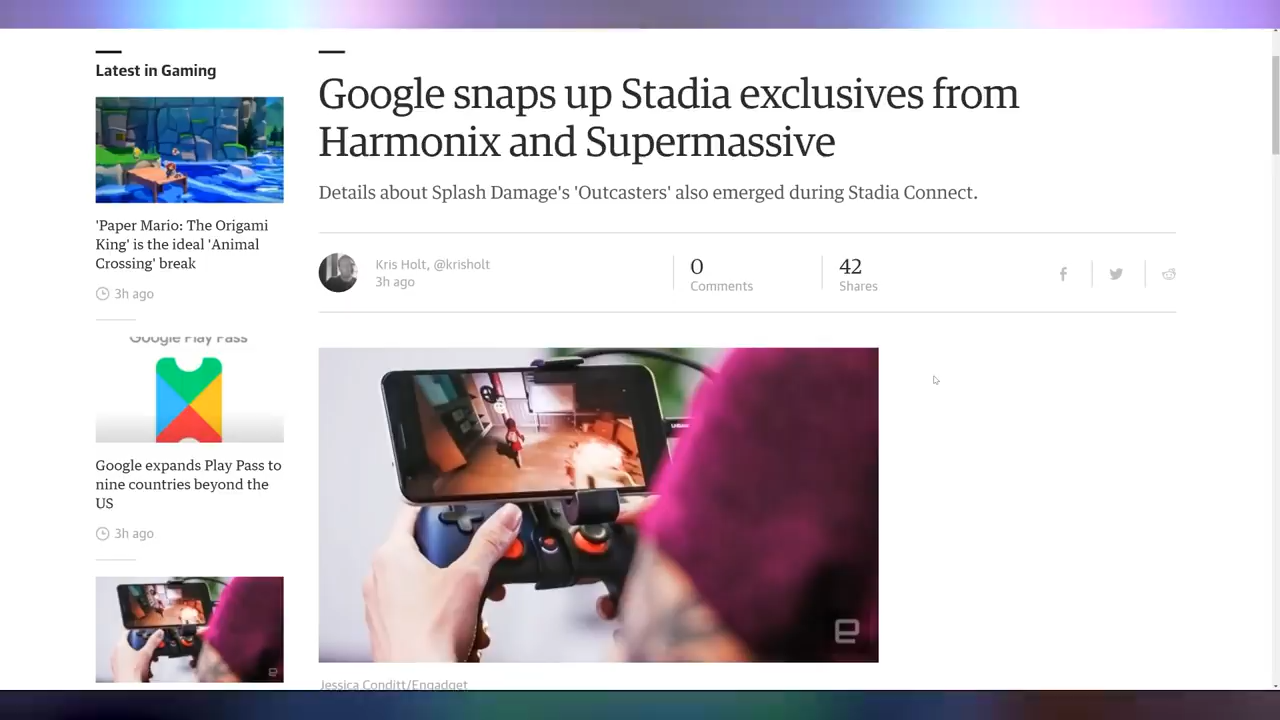 Latest in Gaming
'Paper Mario: The Origami
King' is the ideal 'Animal
Crossing' break
3h ago
Google Play Pass
Google expands Play Pass to
nine countries beyond the
US
3h ago
Google snaps up Stadia exclusives from
Harmonix and Supermassive
Details about Splash Damage's 'Outcasters' also emerged during Stadia Connect.
Kris Holt, @krisholt
3h ago
0
Comments
42
Shares
Jessica Conditt/Engadget